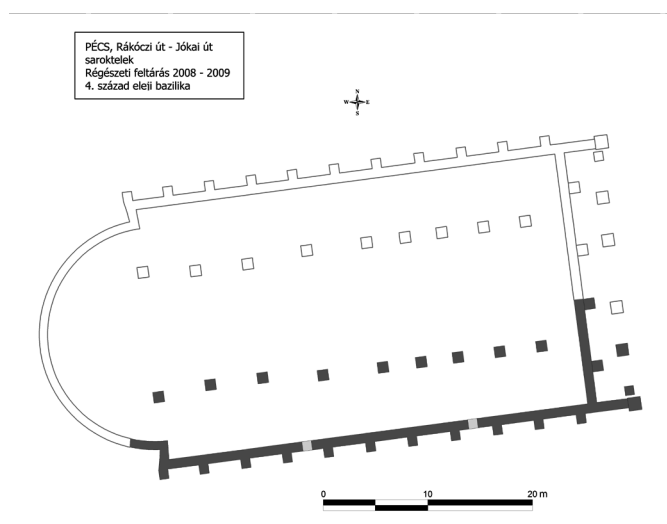 PÉCS, Rákóczi út - Jókai út
saroktelek
Régészeti feltárás 2008 - 2009
4. század eleji bazilika
N
W E
S
0 10 20 m